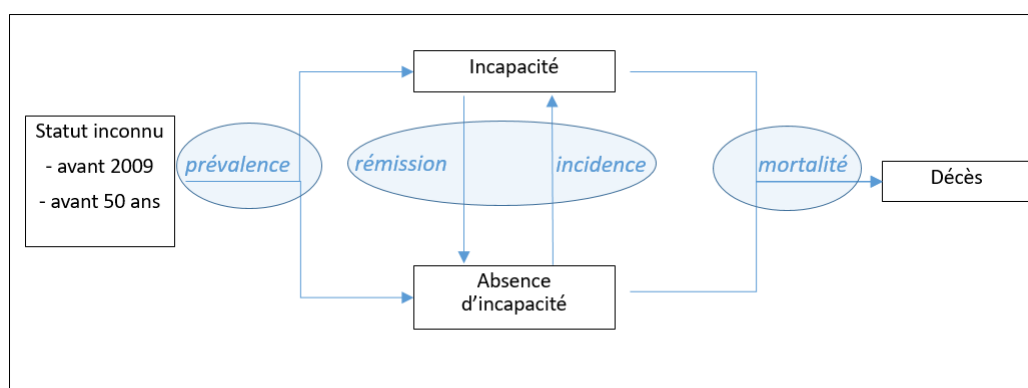 Incapacité
Statut inconnu
- avant 2009
- avant 50 ans
prévalence
rémission
incidence
mortalité
Décès
Absence
d'incapacité